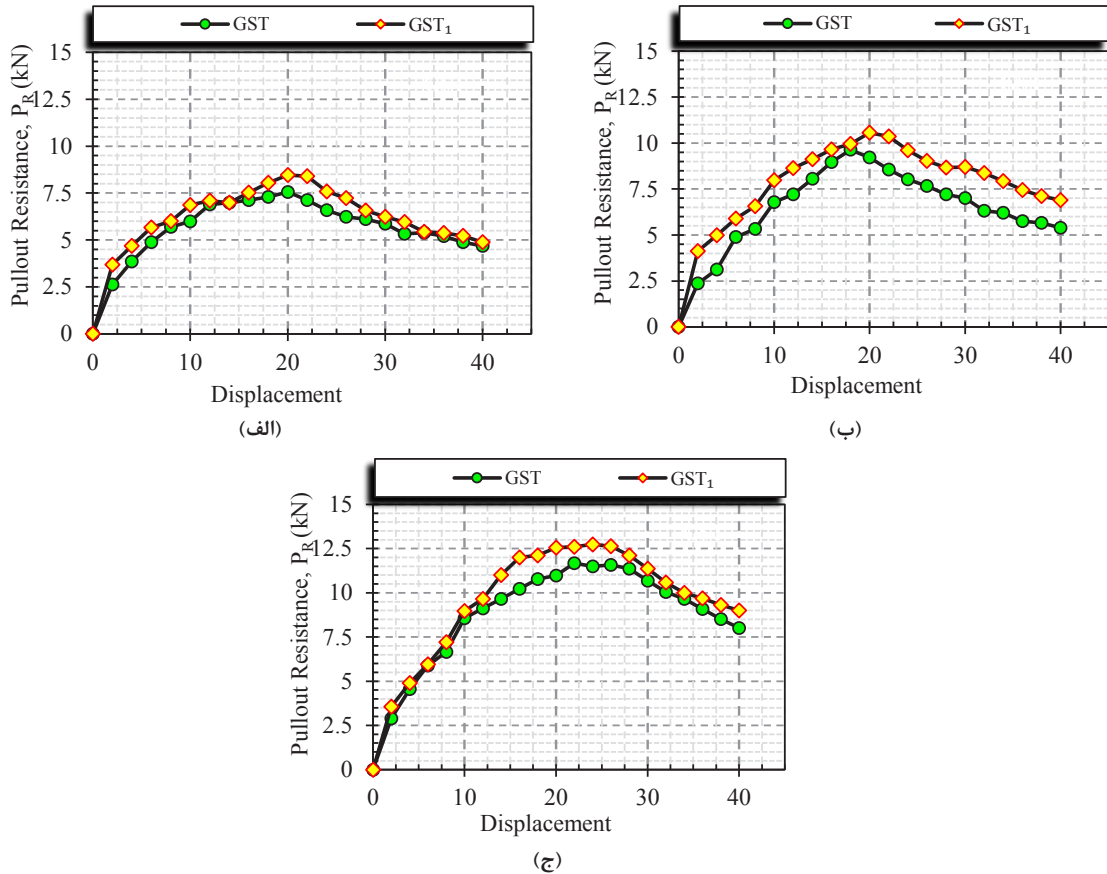 GST GST₁
Pullout Resistance, P_R (kN)
15
12.5
10
7.5
5
2.5
0
0 10 20 30 40
Displacement
(الف)
GST GST₁
Pullout Resistance, P_R (kN)
15
12.5
10
7.5
5
2.5
0
0 10 20 30 40
Displacement
(ب)
GST GST₁
Pullout Resistance, P_R (kN)
15
12.5
10
7.5
5
2.5
0
0 10 20 30 40
Displacement
(ج)